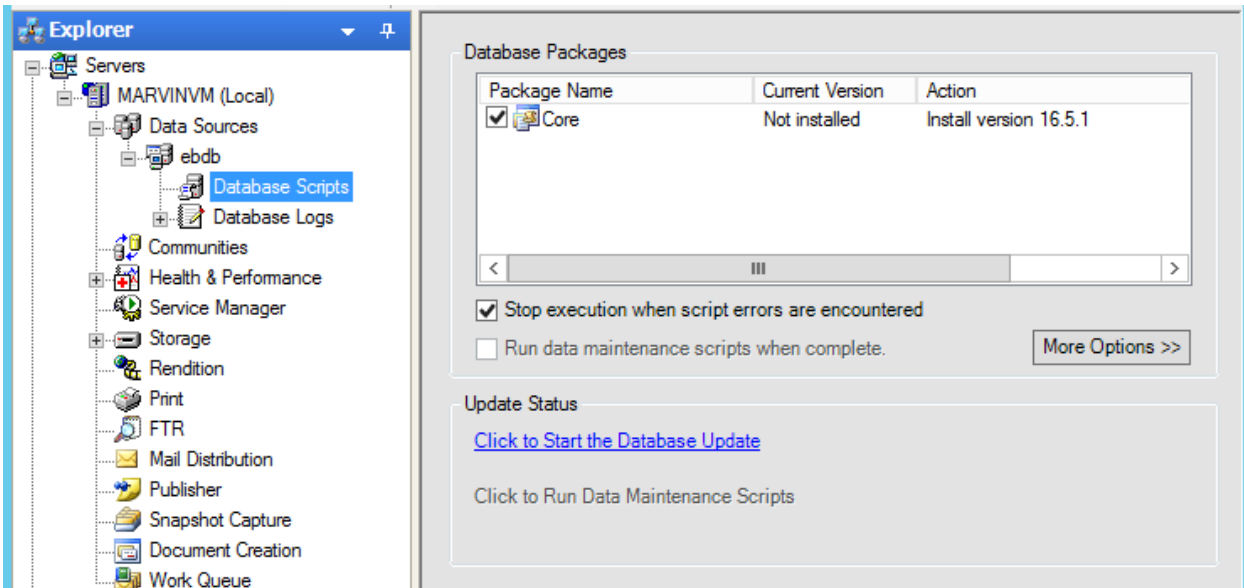 Explorer
Servers
MARVINVM (Local)
Data Sources
ebdb
Database Scripts
Database Logs
Communities
Health & Performance
Service Manager
Storage
Rendition
Print
FTR
Mail Distribution
Publisher
Snapshot Capture
Document Creation
Work Queue
Database Packages
Package Name Current Version Action
Core Not installed Install version 16.5.1
Stop execution when script errors are encountered
Run data maintenance scripts when complete.
More Options >>
Update Status
Click to Start the Database Update
Click to Run Data Maintenance Scripts